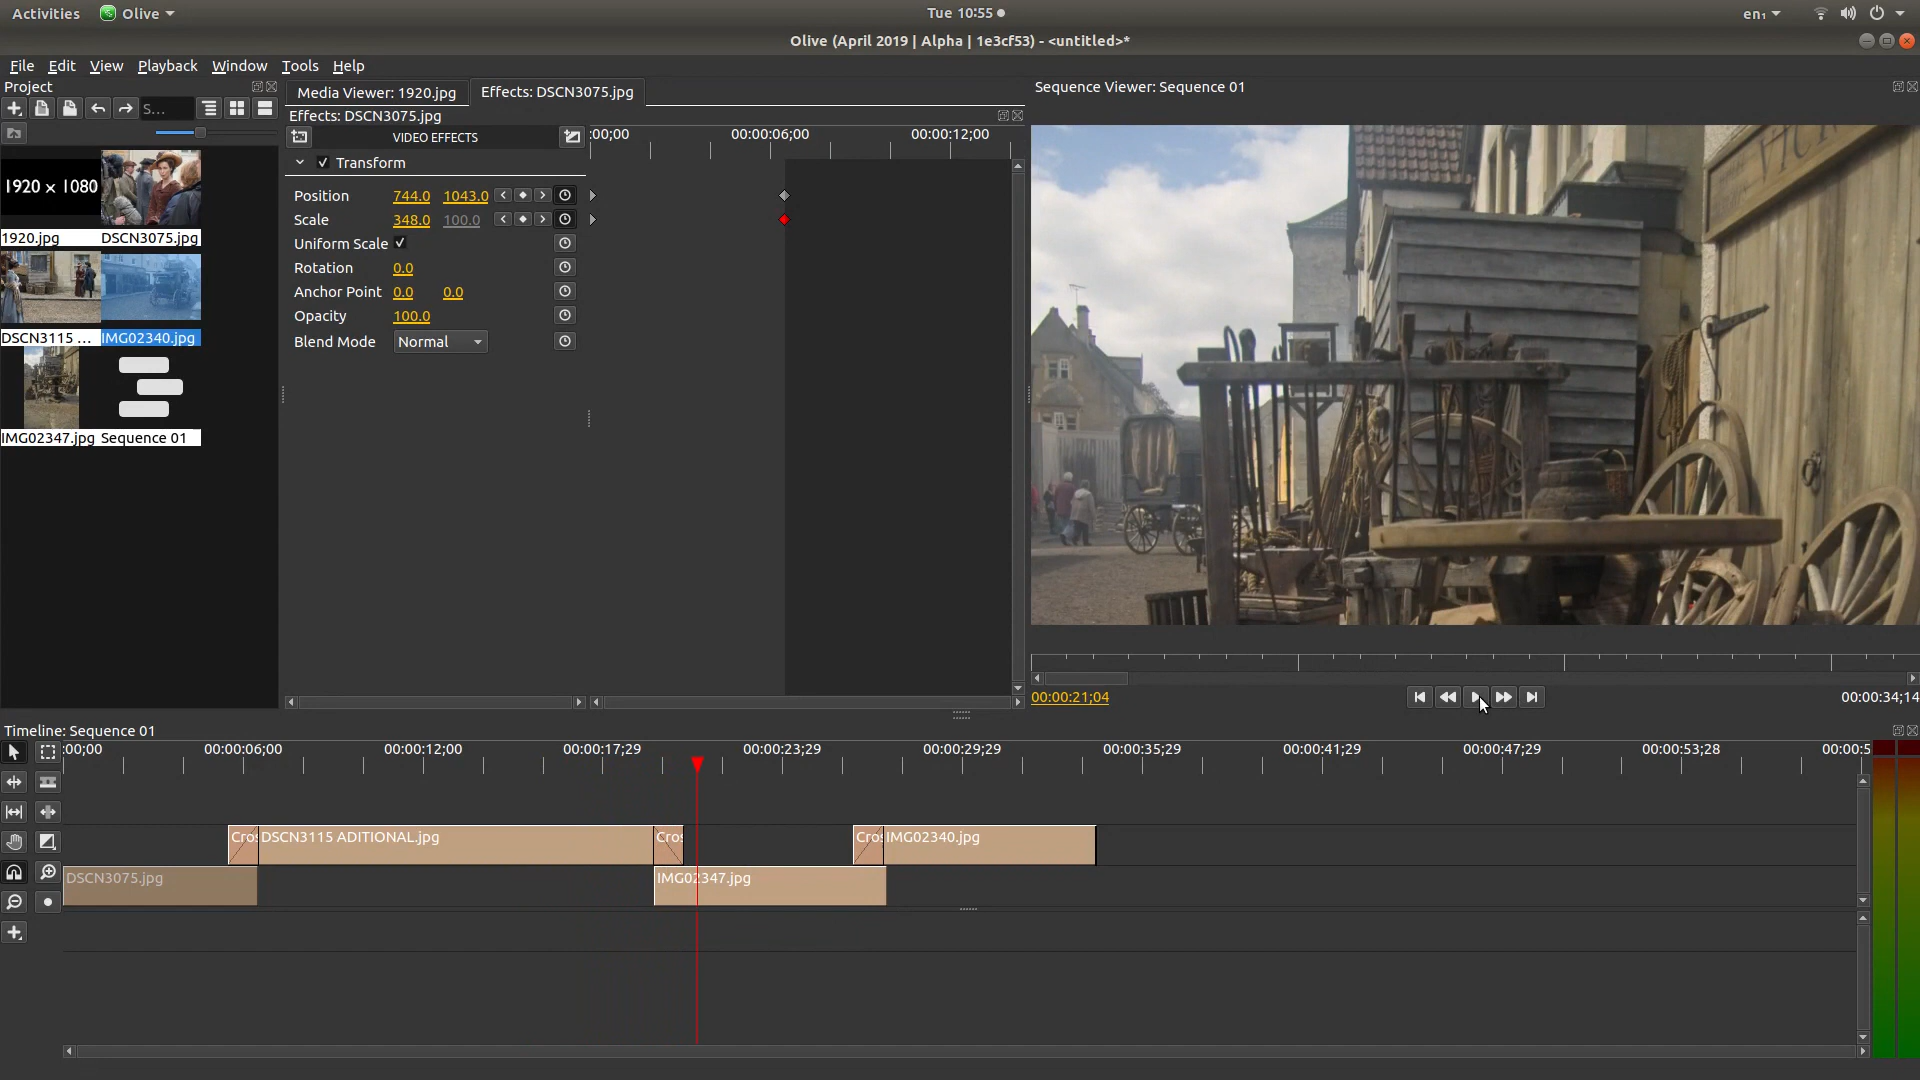 Activities Olive Tue 10:55 en₁
Olive (April 2019 | Alpha | 1e3cf53) - <untitled>*
File Edit View Playback Window Tools Help
Project
S...
1920 × 1080
1920.jpg DSCN3075.jpg
DSCN3115 ... IMG02340.jpg
IMG02347.jpg Sequence 01
Media Viewer: 1920.jpg Effects: DSCN3075.jpg
Effects: DSCN3075.jpg
VIDEO EFFECTS :00;00 00:00:06;00 00:00:12;00
Transform
Position 744.0 1043.0
Scale 348.0 100.0
Uniform Scale
Rotation 0.0
Anchor Point 0.0 0.0
Opacity 100.0
Blend Mode Normal
Sequence Viewer: Sequence 01
00:00:21;04 00:00:34;14
Timeline: Sequence 01
:00;00 00:00:06;00 00:00:12;00 00:00:17;29 00:00:23;29 00:00:29;29 00:00:35;29 00:00:41;29 00:00:47;29 00:00:53;28 00:00:5
Cros DSCN3115 ADITIONAL.jpg Cros Cros IMG02340.jpg
DSCN3075.jpg IMG02347.jpg